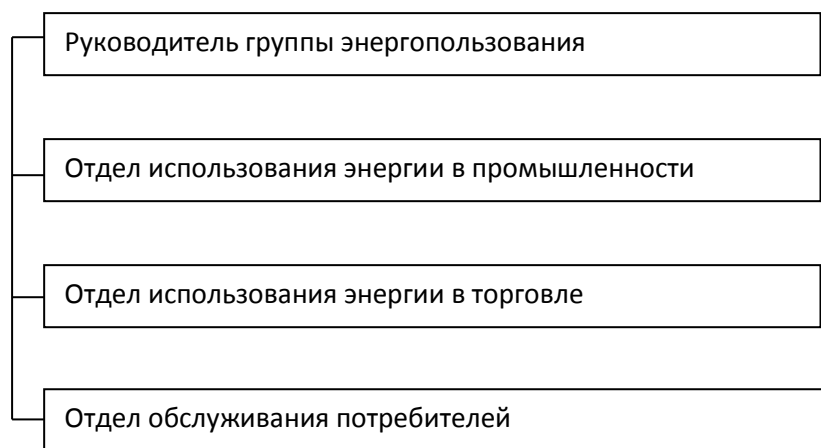 Руководитель группы энергопользования
Отдел использования энергии в промышленности
Отдел использования энергии в торговле
Отдел обслуживания потребителей